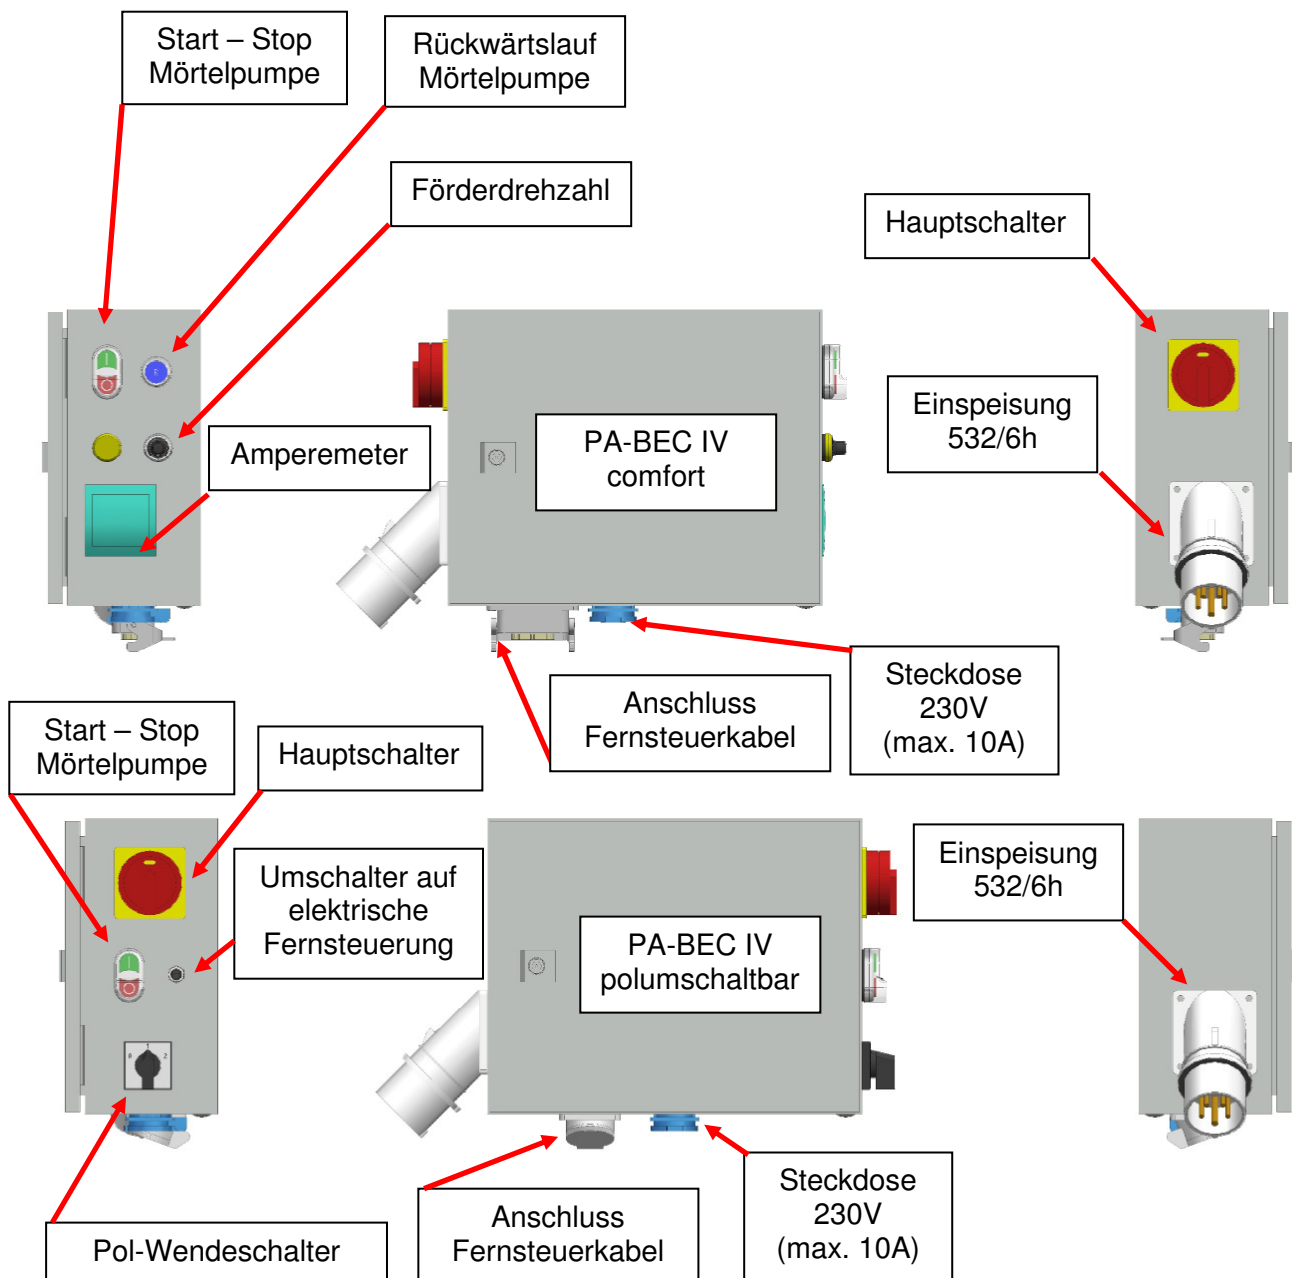 Start – Stop
Mörtelpumpe
Rückwärtslauf
Mörtelpumpe
Förderdrehzahl
Hauptschalter
Amperemeter
PA-BEC IV
comfort
Einspeisung
532/6h
Anschluss
Fernsteuerkabel
Steckdose
230V
(max. 10A)
Start – Stop
Mörtelpumpe
Hauptschalter
Umschalter auf
elektrische
Fernsteuerung
PA-BEC IV
polumschaltbar
Einspeisung
532/6h
Pol-Wendeschalter
Anschluss
Fernsteuerkabel
Steckdose
230V
(max. 10A)